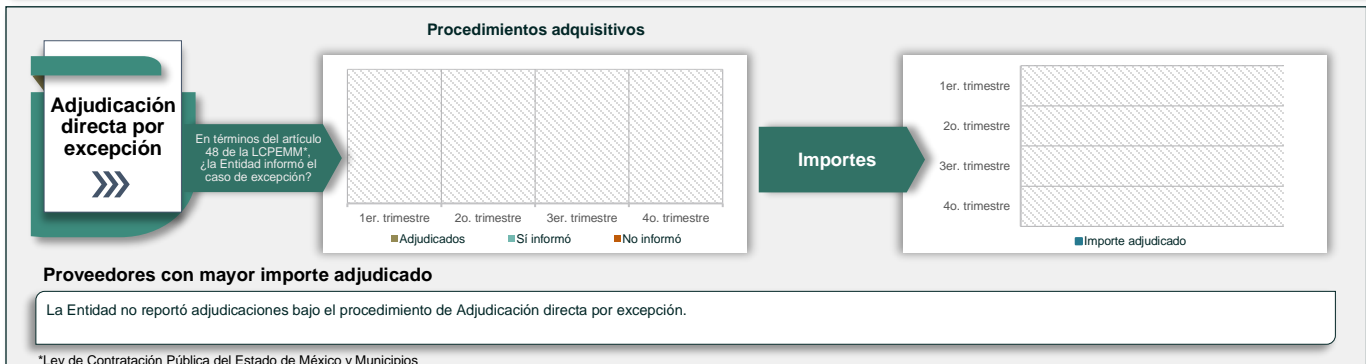 Procedimientos adquisitivos
Adjudicación
directa por
excepción
En términos del artículo
48 de la LCPEMM*,
¿la Entidad informó el
caso de excepción?
1er. trimestre 2o. trimestre 3er. trimestre 4o. trimestre
Adjudicados Sí informó No informó
Importes
1er. trimestre
2o. trimestre
3er. trimestre
4o. trimestre
Importe adjudicado
Proveedores con mayor importe adjudicado
La Entidad no reportó adjudicaciones bajo el procedimiento de Adjudicación directa por excepción.
*Ley de Contratación Pública del Estado de México y Municipios